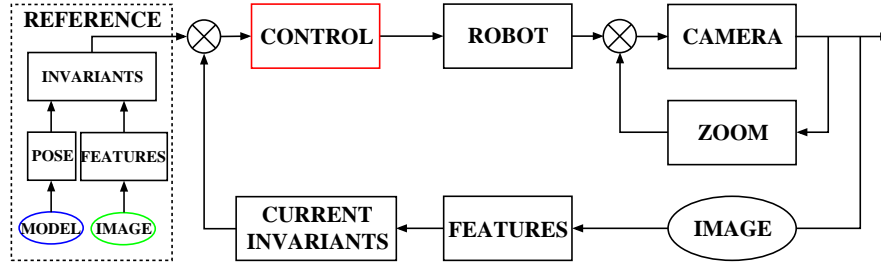 REFERENCE
INVARIANTS
POSE
FEATURES
MODEL
IMAGE
CONTROL
ROBOT
CAMERA
ZOOM
CURRENT
INVARIANTS
FEATURES
IMAGE